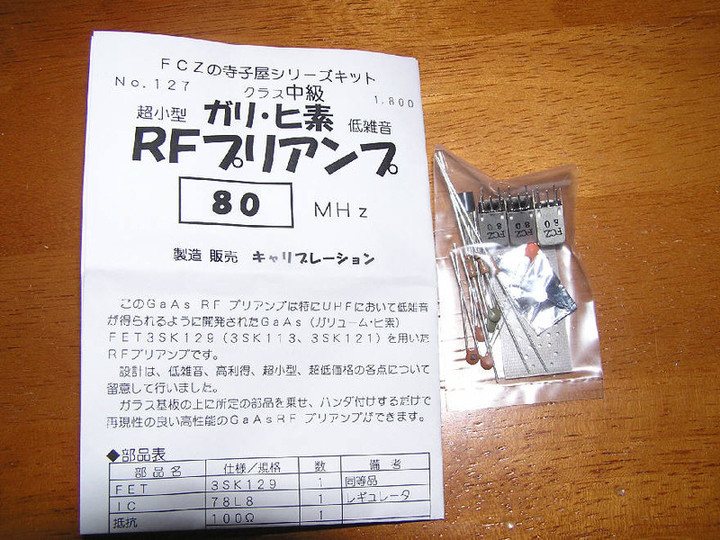 FCZの寺子屋シリーズキット
No.127 クラス中級 1,800
超小型 ガリ・ヒ素 低雑音
RFプリアンプ
80 MHz
製造 販売 キャリブレーション
このGaAs RF プリアンプは特にUHFにおいて低雑音
が得られるように開発されたGaAs（ガリューム・ヒ素）
FET3SK129（3SK113、3SK121）を用いた
RFプリアンプです。
設計は、低雑音、高利得、超小型、超低価格の各点について
留意して行いました。
ガラス基板の上に所定の部品を乗せ、ハンダ付けするだけで
再現性の良い高性能のGaAsRF プリアンプができます。
◆部品表
部品名 仕様／規格 数 備考
FET 3SK129 1 同等品
IC 78L8 1 レギュレータ
抵抗 100Ω 1
FCZ 80
FCZ 80
FCZ 80